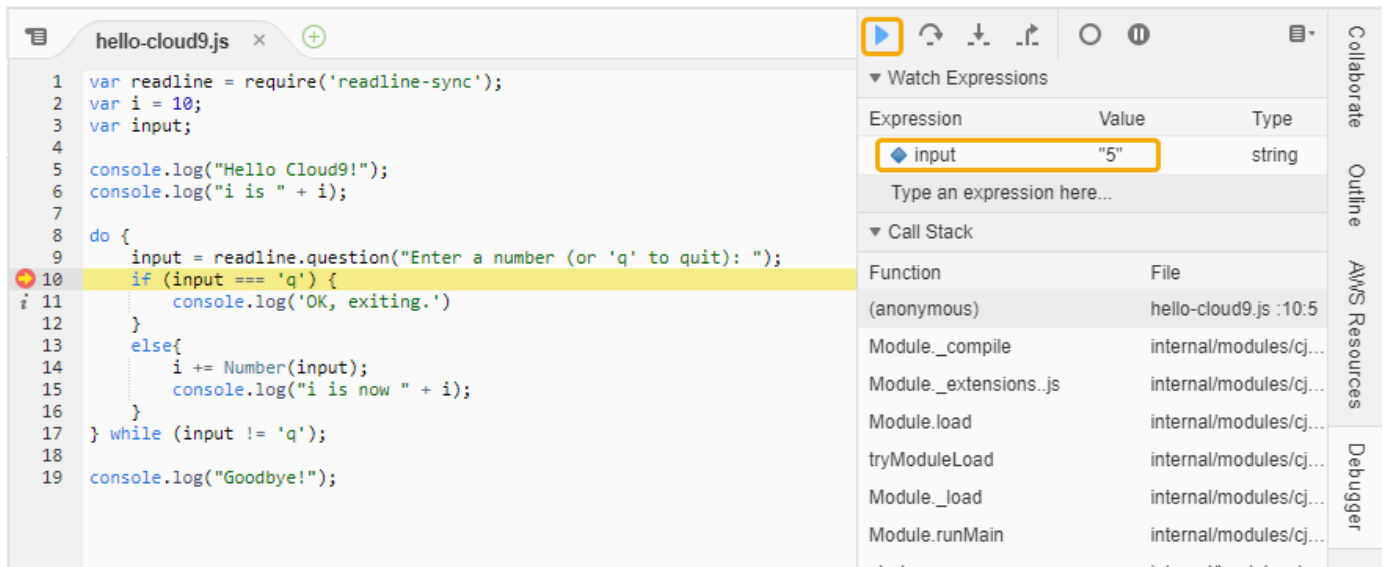 hello-cloud9.js ×
1 var readline = require('readline-sync');
2 var i = 10;
3 var input;
4
5 console.log("Hello Cloud9!");
6 console.log("i is " + i);
7
8 do {
9     input = readline.question("Enter a number (or 'q' to quit): ");
10     if (input === 'q') {
i 11         console.log('OK, exiting.')
12     }
13     else{
14         i += Number(input);
15         console.log("i is now " + i);
16     }
17 } while (input != 'q');
18
19 console.log("Goodbye!");
Watch Expressions
Expression Value Type
input "5" string
Type an expression here...
Call Stack
Function File
(anonymous) hello-cloud9.js :10:5
Module._compile internal/modules/cj...
Module._extensions..js internal/modules/cj...
Module.load internal/modules/cj...
tryModuleLoad internal/modules/cj...
Module._load internal/modules/cj...
Module.runMain internal/modules/cj...
Collaborate
Outline
AWS Resources
Debugger